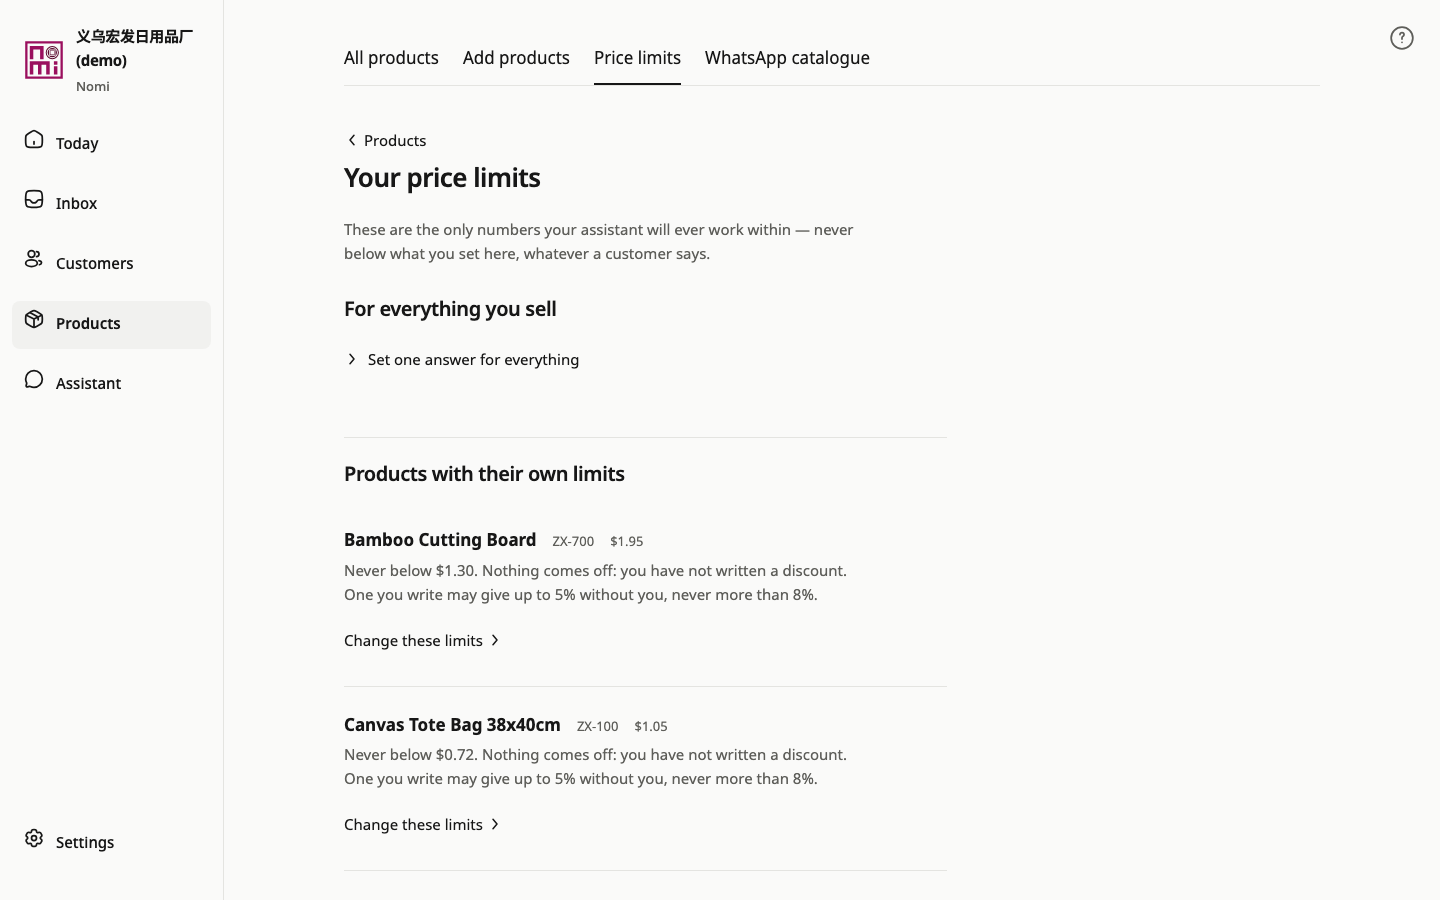 义乌宏发日用品厂
(demo)
Nomi
Today
Inbox
Customers
Products
Assistant
Settings
All products
Add products
Price limits
WhatsApp catalogue
Products
Your price limits
These are the only numbers your assistant will ever work within — never
below what you set here, whatever a customer says.
For everything you sell
Set one answer for everything
Products with their own limits
Bamboo Cutting Board ZX-700 $1.95
Never below $1.30. Nothing comes off: you have not written a discount.
One you write may give up to 5% without you, never more than 8%.
Change these limits
Canvas Tote Bag 38x40cm ZX-100 $1.05
Never below $0.72. Nothing comes off: you have not written a discount.
One you write may give up to 5% without you, never more than 8%.
Change these limits